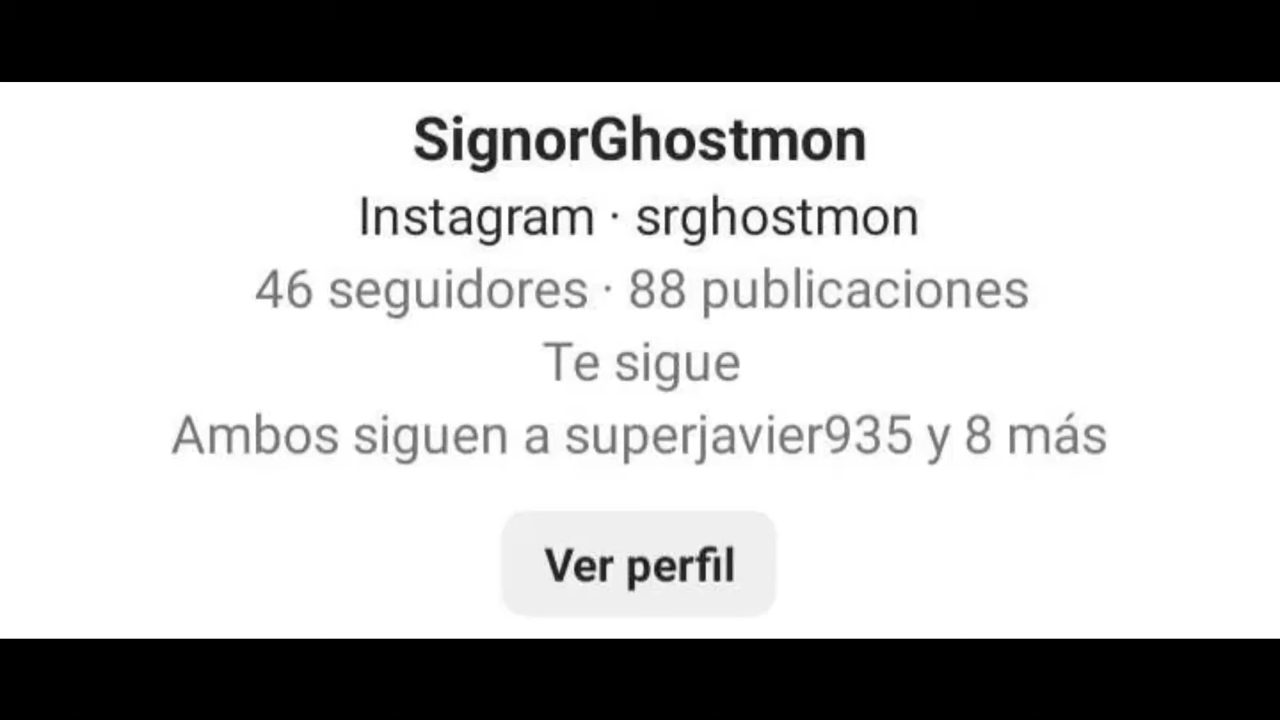 SignorGhostmon
Instagram · srghostmon
46 seguidores · 88 publicaciones
Te sigue
Ambos siguen a superjavier935 y 8 más
Ver perfil